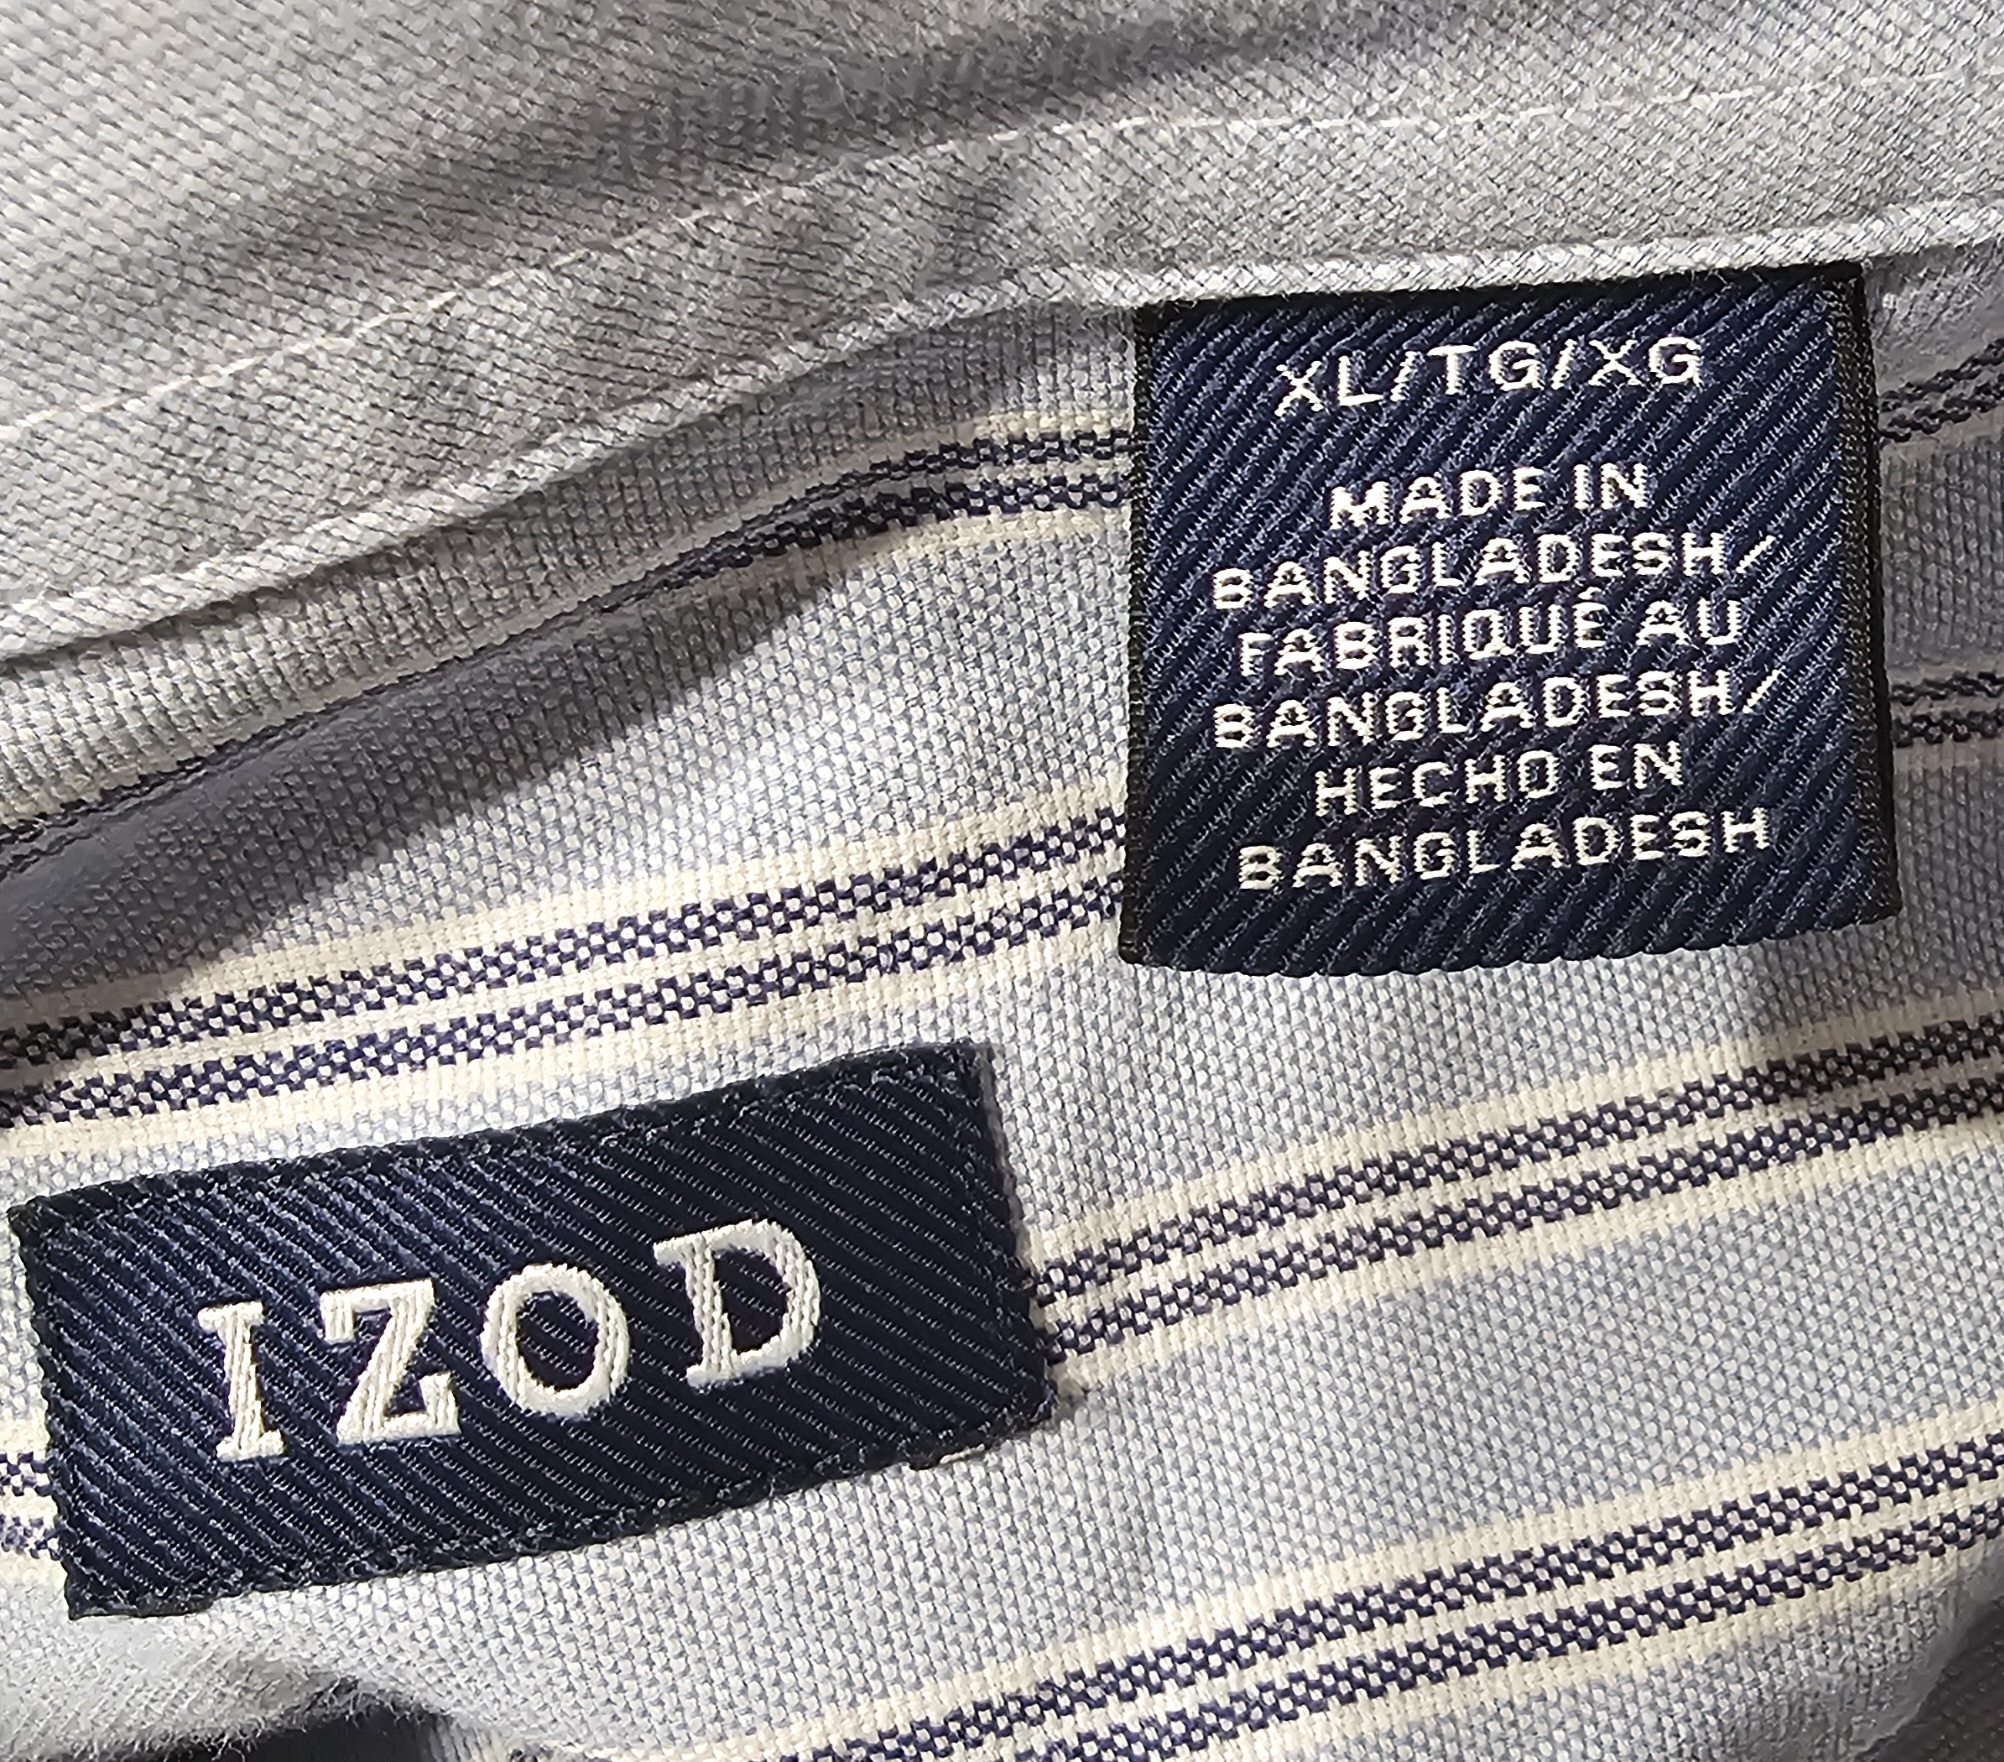 XL/TG/XG
MADE IN
BANGLADESH/
FABRIQUÉ AU
BANGLADESH/
HECHO EN
BANGLADESH
IZOD